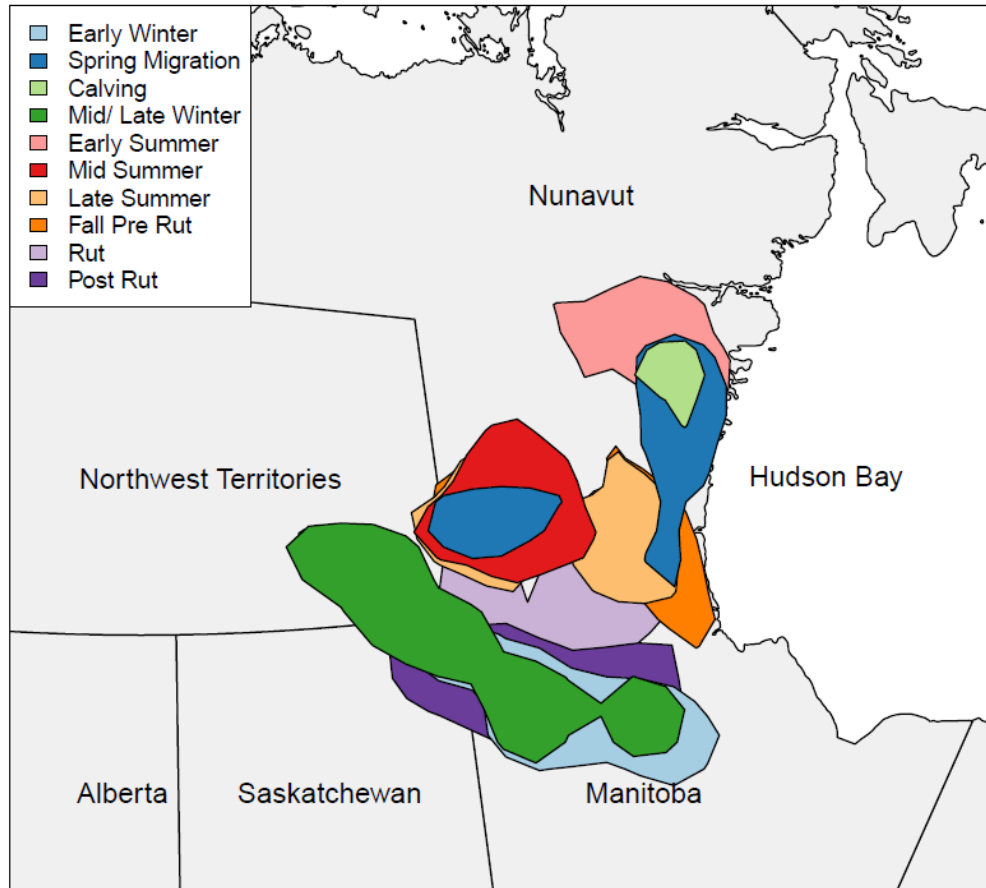 Early Winter
Spring Migration
Calving
Mid/ Late Winter
Early Summer
Mid Summer
Late Summer
Fall Pre Rut
Rut
Post Rut
Nunavut
Northwest Territories
Hudson Bay
Alberta
Saskatchewan
Manitoba